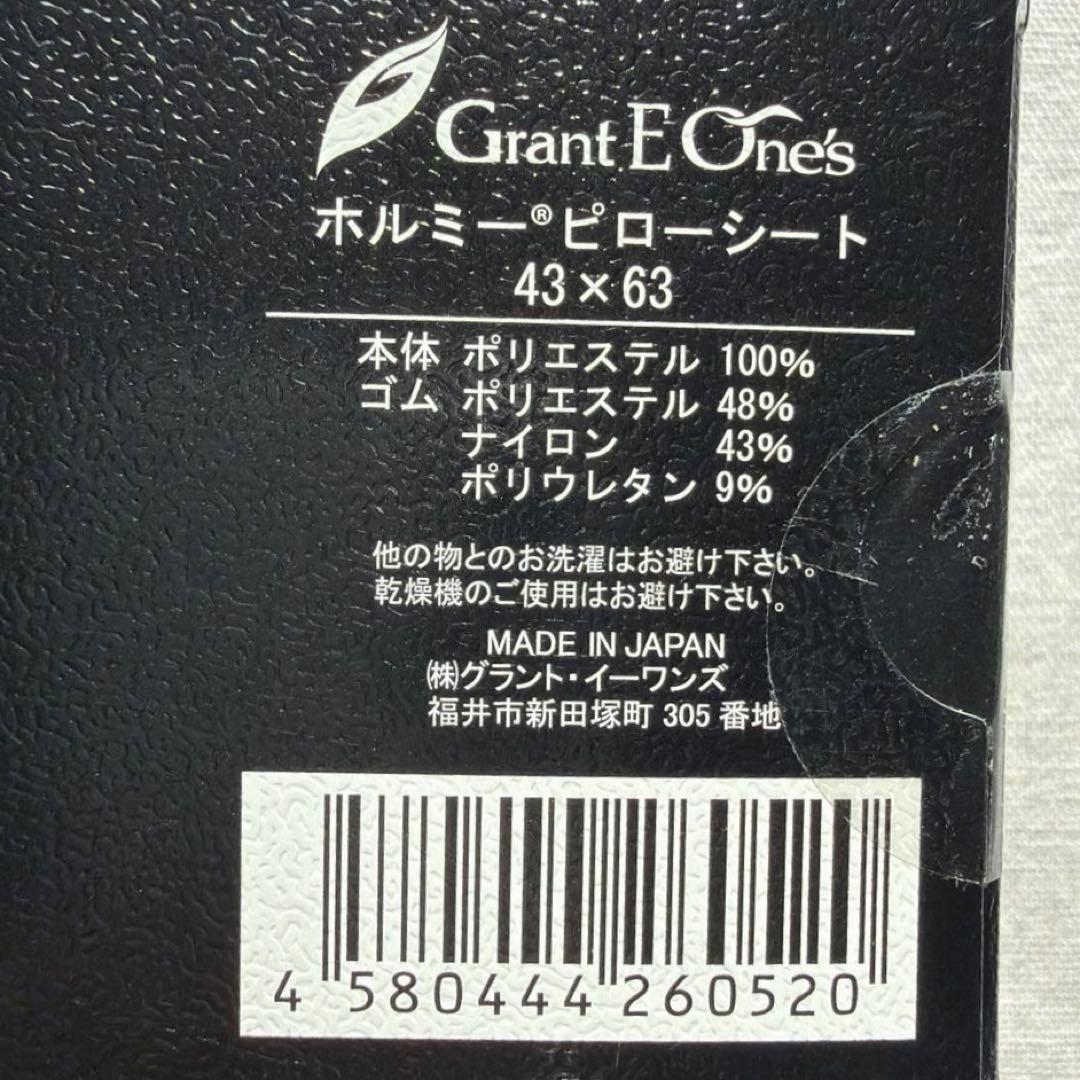 Grant E One's
ホルミー®ピローシート
43×63
本体 ポリエステル 100%
ゴム ポリエステル 48%
ナイロン 43%
ポリウレタン 9%
他の物とのお洗濯はお避け下さい。
乾燥機のご使用はお避け下さい。
MADE IN JAPAN
㈱グラント・イーワンズ
福井市新田塚町 305 番地
4 580444 260520